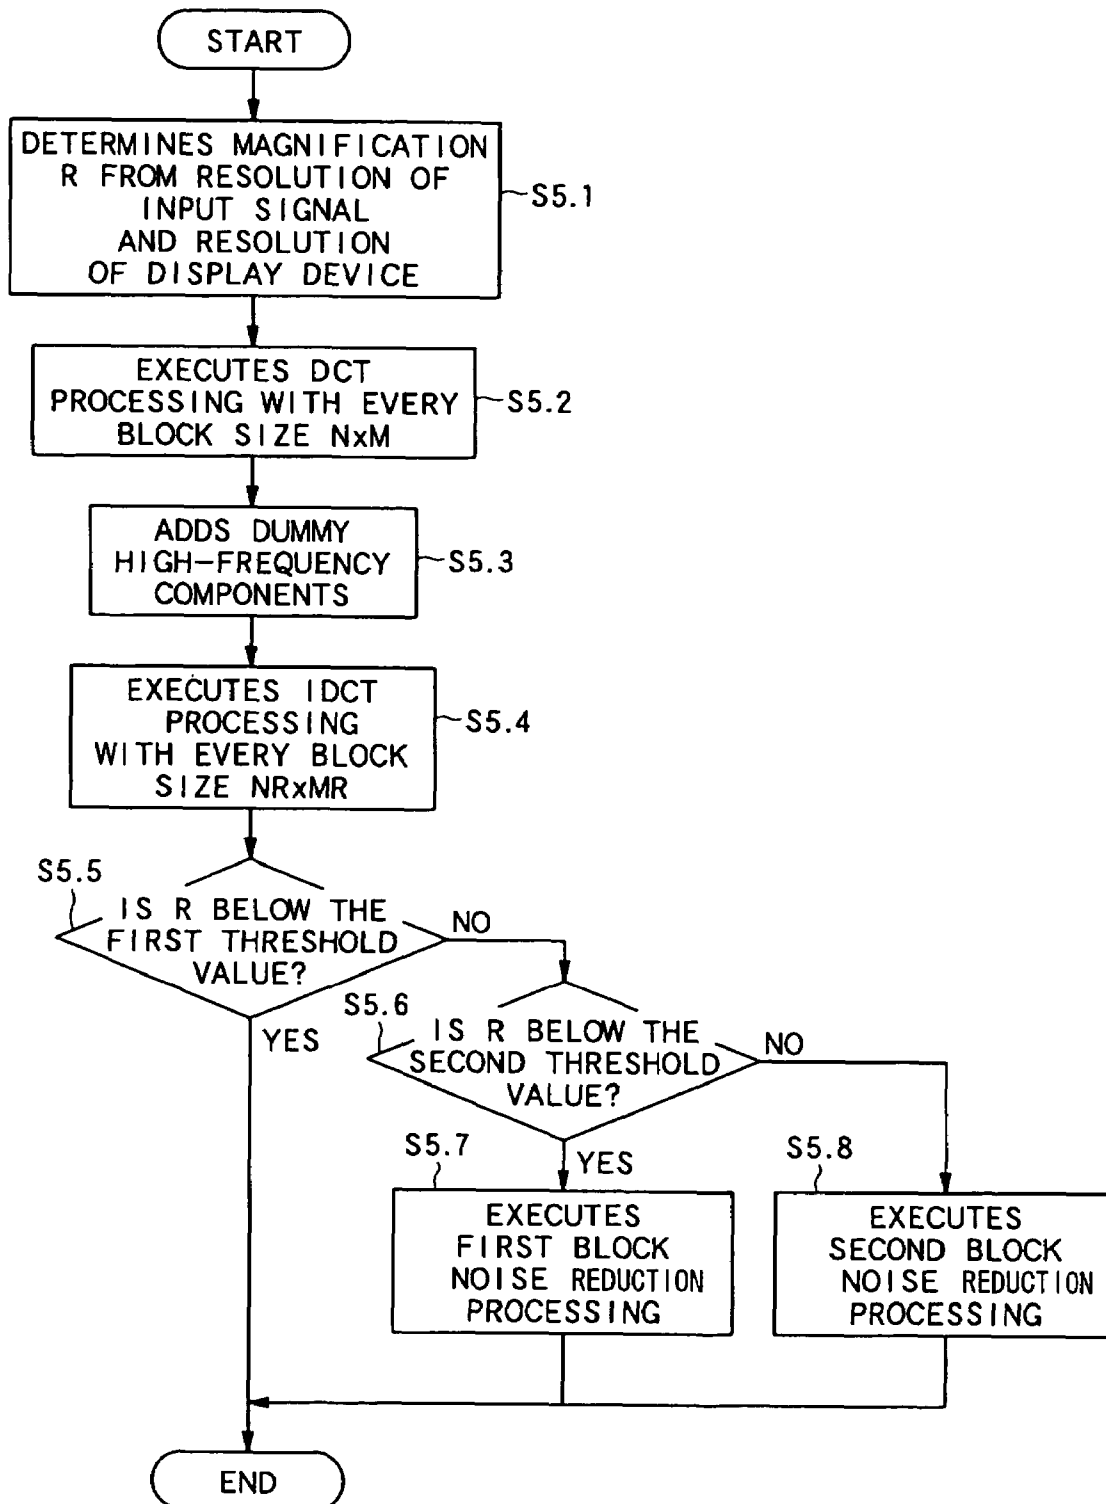 START
DETERMINES MAGNIFICATION
R FROM RESOLUTION OF
INPUT SIGNAL
AND RESOLUTION
OF DISPLAY DEVICE
S5.1
EXECUTES DCT
PROCESSING WITH EVERY
BLOCK SIZE NxM
S5.2
ADDS DUMMY
HIGH-FREQUENCY
COMPONENTS
S5.3
EXECUTES IDCT
PROCESSING
WITH EVERY BLOCK
SIZE NRxMR
S5.4
S5.5
IS R BELOW THE
FIRST THRESHOLD
VALUE?
NO
YES
S5.6
IS R BELOW THE
SECOND THRESHOLD
VALUE?
NO
YES
S5.7
EXECUTES
FIRST BLOCK
NOISE REDUCTION
PROCESSING
S5.8
EXECUTES
SECOND BLOCK
NOISE REDUCTION
PROCESSING
END